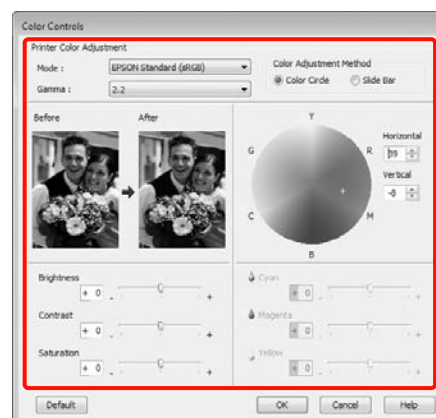 Color Controls
Printer Color Adjustment
Mode :
EPSON Standard (sRGB)
Gamma :
2.2
Color Adjustment Method
Color Circle
Slide Bar
Before
After
Y
G
R
C
M
B
Horizontal
Vertical
-8
Brightness
+ 0
- +
Contrast
+ 0
- +
Saturation
+ 0
- +
Cyan
+ 0
- +
Magenta
+ 0
- +
Yellow
+ 0
- +
Default
OK
Cancel
Help